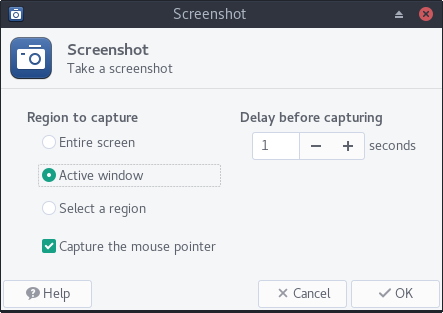 Screenshot
Screenshot
Take a screenshot
Region to capture
Entire screen
Active window
Select a region
Capture the mouse pointer
Delay before capturing
1 seconds
Help
Cancel
OK